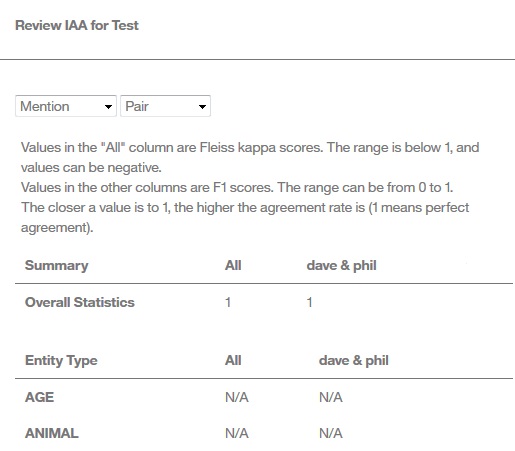 Review IAA for Test
Mention Pair
Values in the "All" column are Fleiss kappa scores. The range is below 1, and
values can be negative.
Values in the other columns are F1 scores. The range can be from 0 to 1.
The closer a value is to 1, the higher the agreement rate is (1 means perfect
agreement).
Summary All dave & phil
Overall Statistics 1 1
Entity Type All dave & phil
AGE N/A N/A
ANIMAL N/A N/A